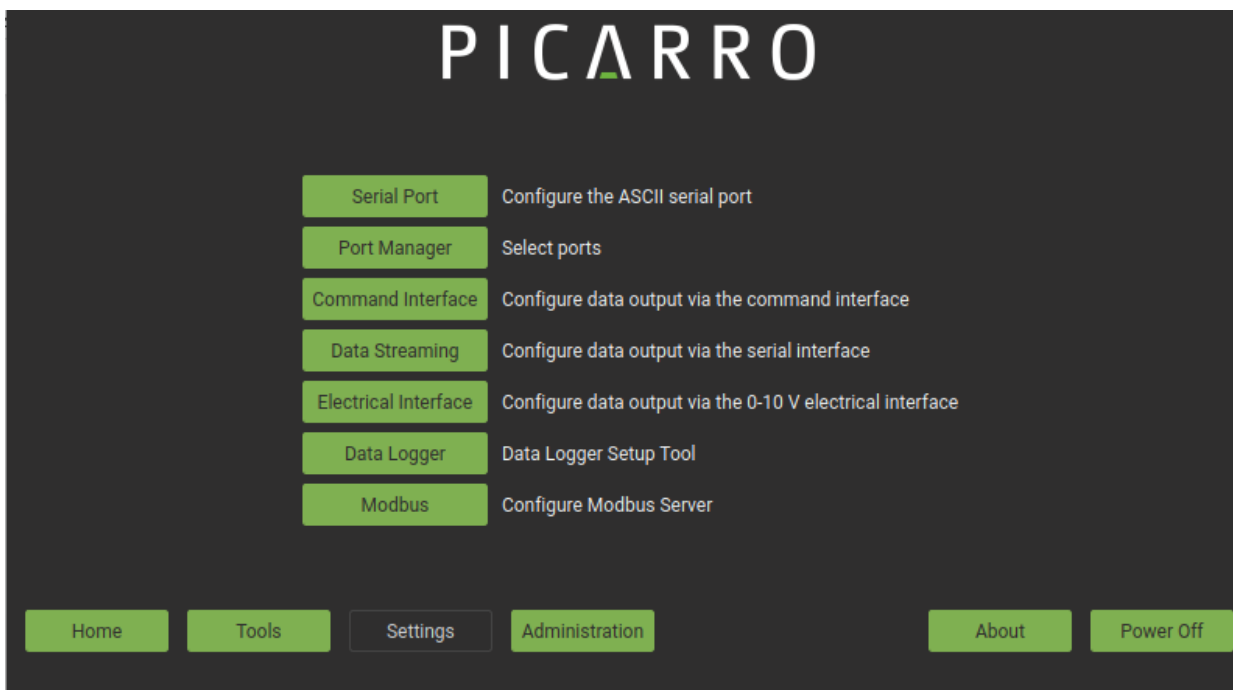 PICARRO
Serial Port Configure the ASCII serial port
Port Manager Select ports
Command Interface Configure data output via the command interface
Data Streaming Configure data output via the serial interface
Electrical Interface Configure data output via the 0-10 V electrical interface
Data Logger Data Logger Setup Tool
Modbus Configure Modbus Server
Home Tools Settings Administration About Power Off